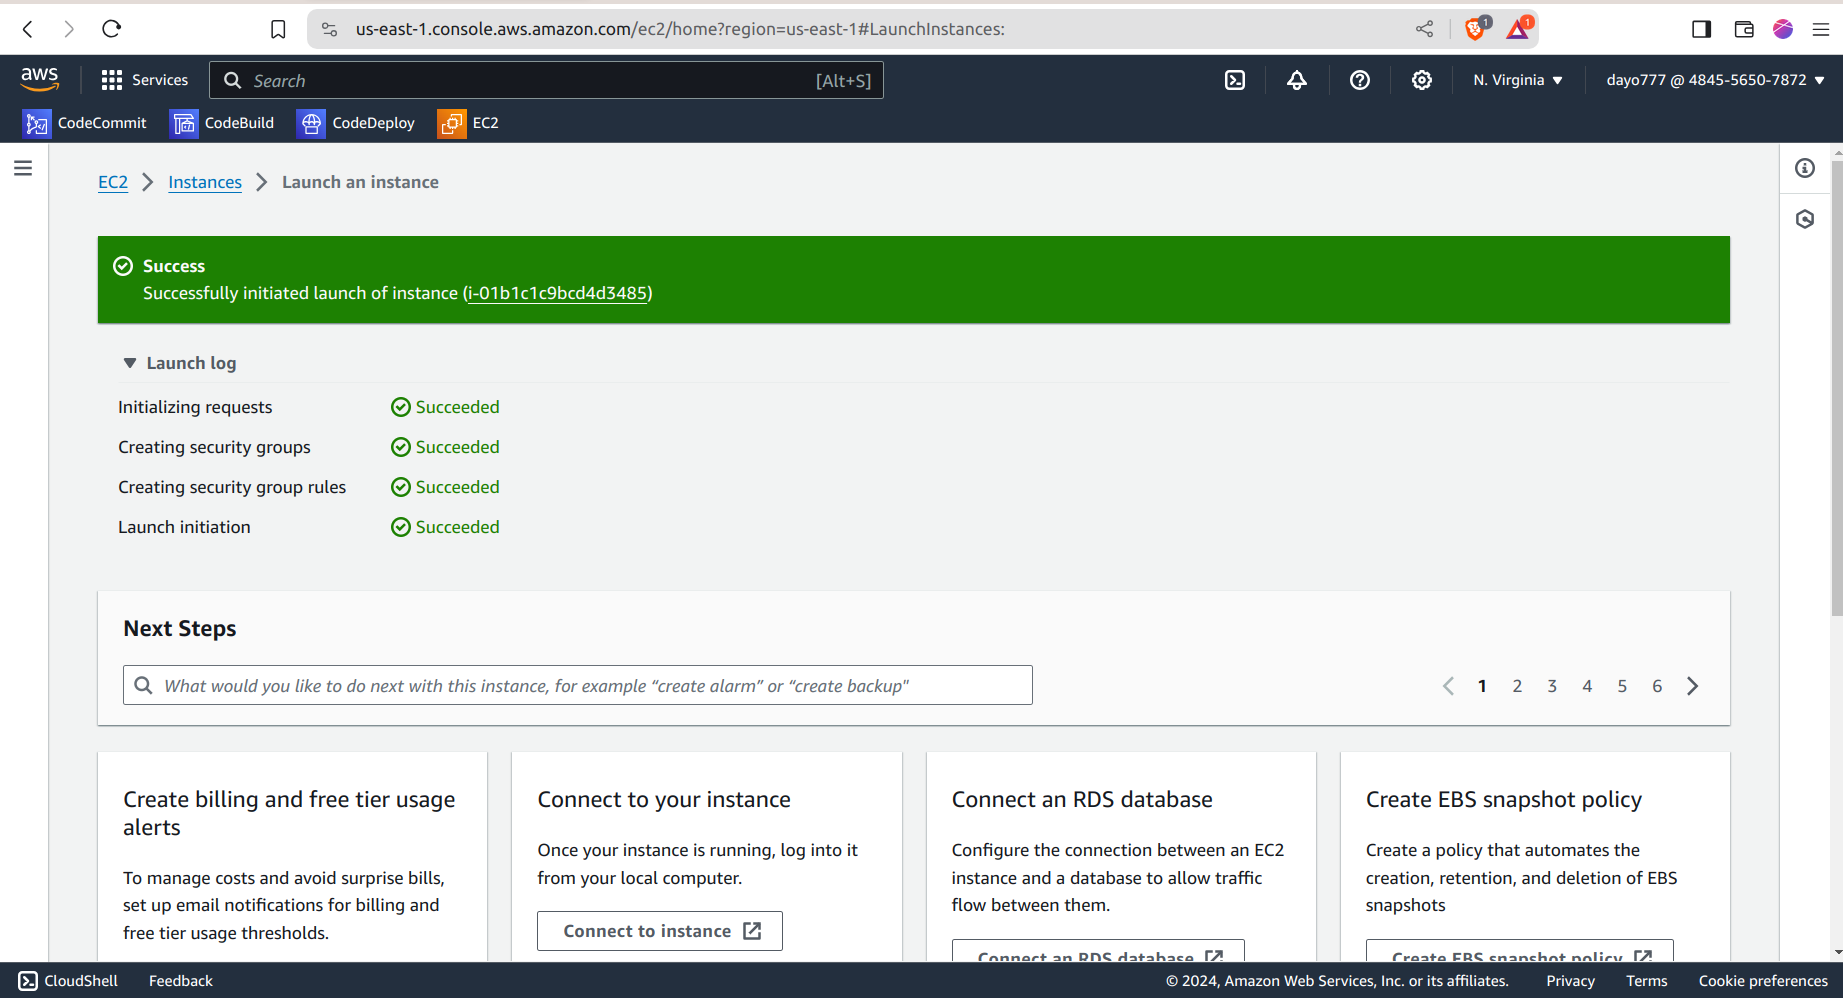 us-east-1.console.aws.amazon.com/ec2/home?region=us-east-1#LaunchInstances:
1
1
aws
Services
Search
[Alt+S]
N. Virginia
dayo777 @ 4845-5650-7872
CodeCommit
CodeBuild
CodeDeploy
EC2
EC2 > Instances > Launch an instance
Success
Successfully initiated launch of instance (i-01b1c1c9bcd4d3485)
Launch log
Initializing requests Succeeded
Creating security groups Succeeded
Creating security group rules Succeeded
Launch initiation Succeeded
Next Steps
What would you like to do next with this instance, for example “create alarm” or “create backup"
1 2 3 4 5 6
Create billing and free tier usage
alerts
To manage costs and avoid surprise bills,
set up email notifications for billing and
free tier usage thresholds.
Connect to your instance
Once your instance is running, log into it
from your local computer.
Connect to instance
Connect an RDS database
Configure the connection between an EC2
instance and a database to allow traffic
flow between them.
Connect an RDS database
Create EBS snapshot policy
Create a policy that automates the
creation, retention, and deletion of EBS
snapshots
Create EBS snapshot policy
CloudShell
Feedback
© 2024, Amazon Web Services, Inc. or its affiliates.
Privacy
Terms
Cookie preferences